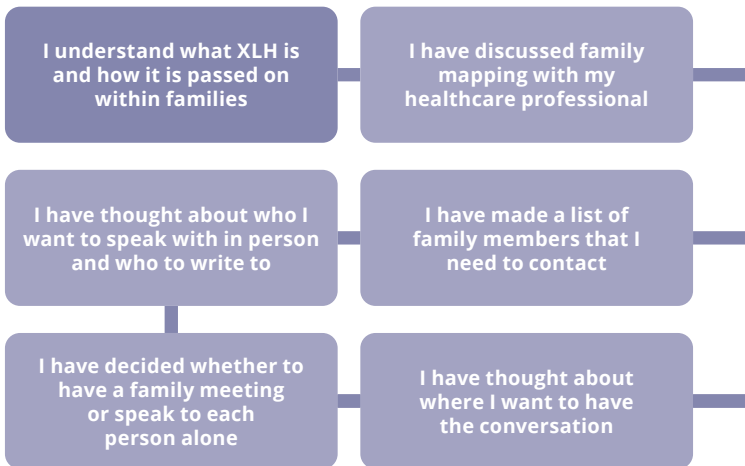 I understand what XLH is
and how it is passed on
within families
I have discussed family
mapping with my
healthcare professional
I have thought about who I
want to speak with in person
and who to write to
I have made a list of
family members that I
need to contact
I have decided whether to
have a family meeting
or speak to each
person alone
I have thought about
where I want to have
the conversation